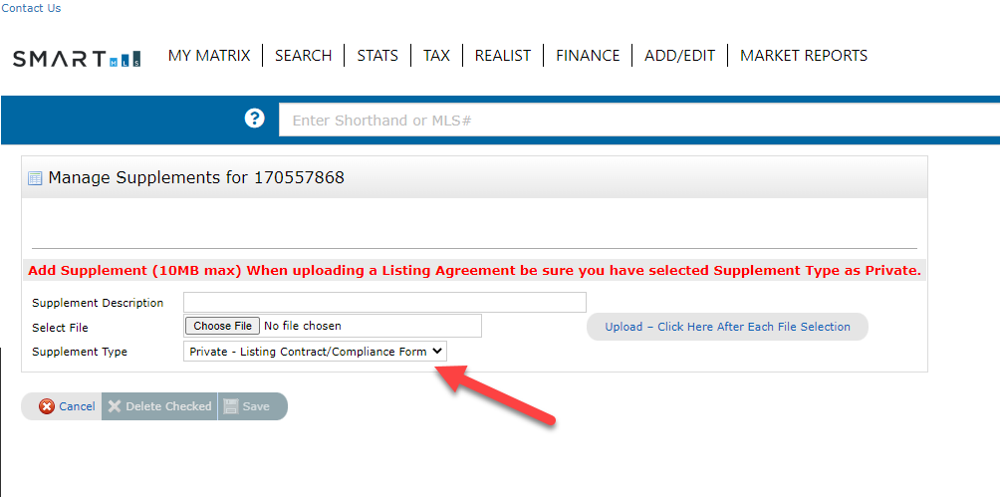 Contact Us
SMART MLS MY MATRIX SEARCH STATS TAX REALIST FINANCE ADD/EDIT MARKET REPORTS
? Enter Shorthand or MLS#
Manage Supplements for 170557868
Add Supplement (10MB max) When uploading a Listing Agreement be sure you have selected Supplement Type as Private.
Supplement Description
Select File Choose File No file chosen Upload – Click Here After Each File Selection
Supplement Type Private - Listing Contract/Compliance Form
Cancel Delete Checked Save